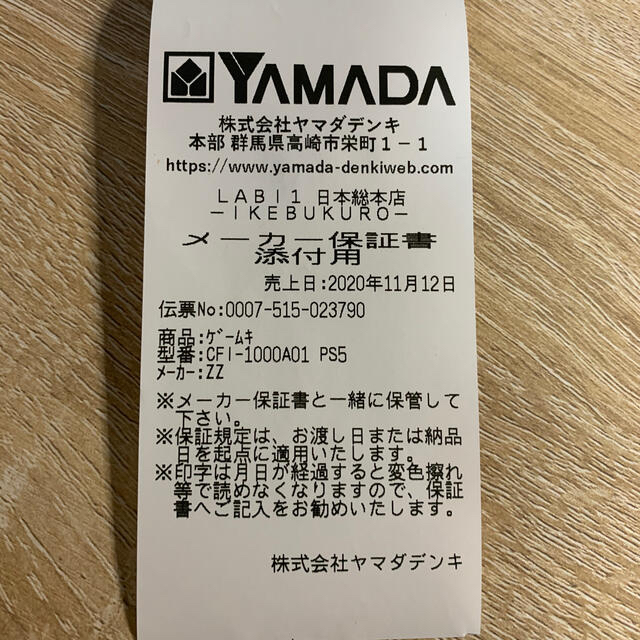 YAMADA
株式会社ヤマダデンキ
本部 群馬県高崎市栄町1-1
https://www.yamada-denkiweb.com
LABI1 日本総本店
-IKEBUKURO-
メーカー保証書
添付用
売上日:2020年11月12日
伝票No:0007-515-023790
商品:ｹﾞｰﾑｷ
型番:CFI-1000A01 PS5
ﾒｰｶｰ:ZZ
※メーカー保証書と一緒に保管して
下さい。
※保証規定は、お渡し日または納品
日を起点に適用いたします。
※印字は月日が経過すると変色擦れ
等で読めなくなりますので、保証
書へご記入をお勧めいたします。
株式会社ヤマダデンキ